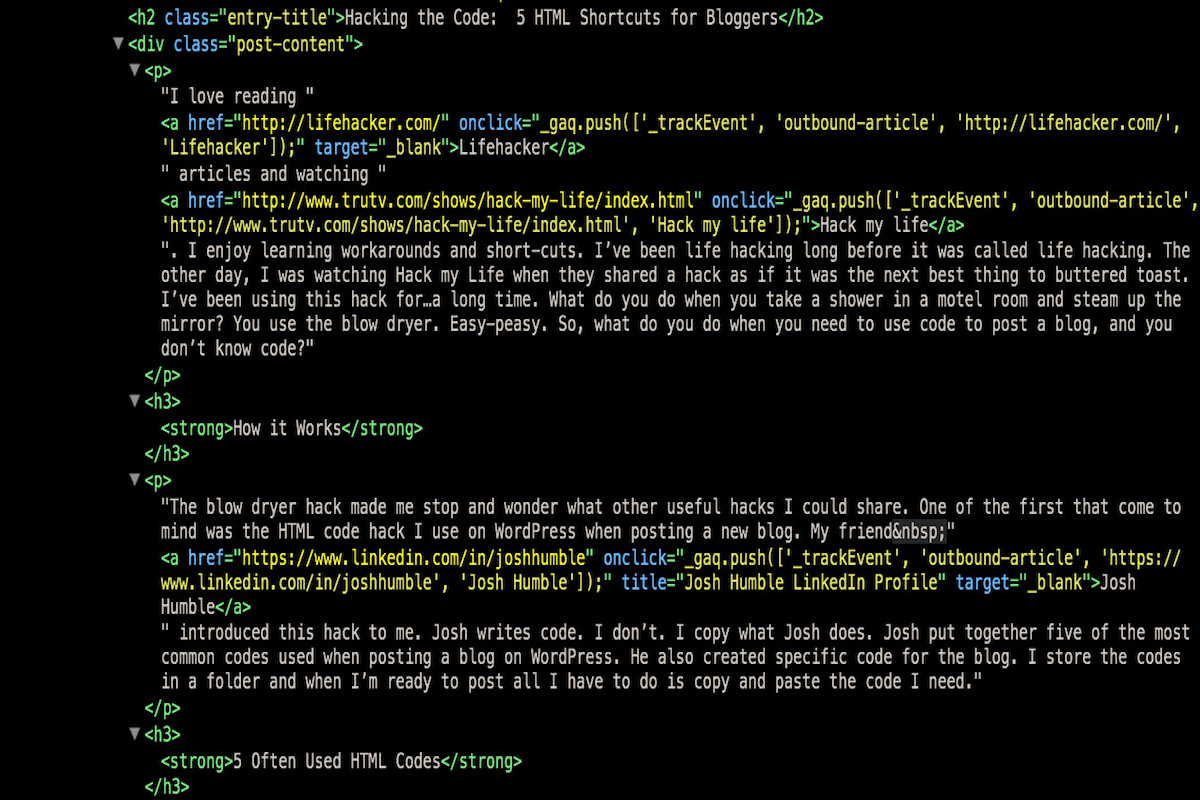 <h2 class="entry-title">Hacking the Code:  5 HTML Shortcuts for Bloggers</h2>
▼<div class="post-content">
▼<p>
"I love reading "
<a href="http://lifehacker.com/" onclick="_gaq.push(['_trackEvent', 'outbound-article', 'http://lifehacker.com/',
'Lifehacker']);" target="_blank">Lifehacker</a>
" articles and watching "
<a href="http://www.trutv.com/shows/hack-my-life/index.html" onclick="_gaq.push(['_trackEvent', 'outbound-article',
'http://www.trutv.com/shows/hack-my-life/index.html', 'Hack my life']);">Hack my life</a>
". I enjoy learning workarounds and short-cuts. I’ve been life hacking long before it was called life hacking. The
other day, I was watching Hack my Life when they shared a hack as if it was the next best thing to buttered toast.
I’ve been using this hack for…a long time. What do you do when you take a shower in a motel room and steam up the
mirror? You use the blow dryer. Easy-peasy. So, what do you do when you need to use code to post a blog, and you
don’t know code?"
</p>
▼<h3>
<strong>How it Works</strong>
</h3>
▼<p>
"The blow dryer hack made me stop and wonder what other useful hacks I could share. One of the first that come to
mind was the HTML code hack I use on WordPress when posting a new blog. My friend&nbsp;"
<a href="https://www.linkedin.com/in/joshhumble" onclick="_gaq.push(['_trackEvent', 'outbound-article', 'https://
www.linkedin.com/in/joshhumble', 'Josh Humble']);" title="Josh Humble LinkedIn Profile" target="_blank">Josh
Humble</a>
" introduced this hack to me. Josh writes code. I don’t. I copy what Josh does. Josh put together five of the most
common codes used when posting a blog on WordPress. He also created specific code for the blog. I store the codes
in a folder and when I’m ready to post all I have to do is copy and paste the code I need."
</p>
▼<h3>
<strong>5 Often Used HTML Codes</strong>
</h3>